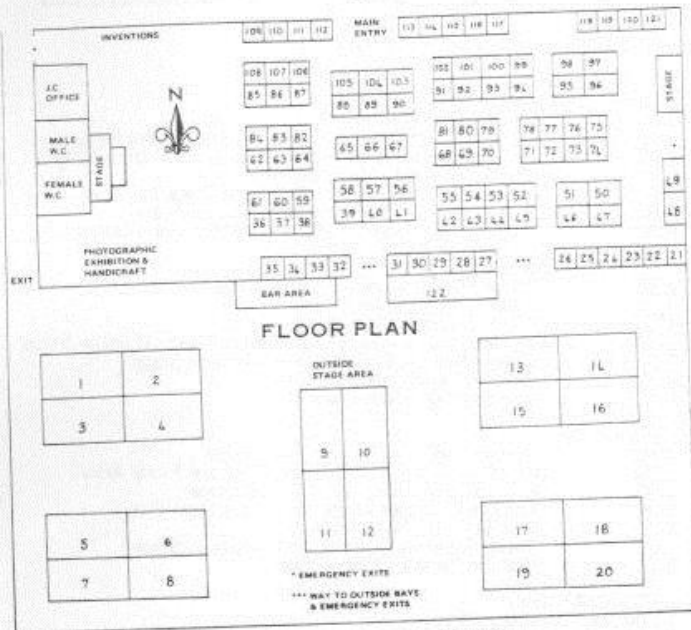 INVENTIONS
109 110 111 112
MAIN
ENTRY
113 114 115 116 117
118 119 120 121
J.C.
OFFICE
N
108 107 106
85 86 87
105 104 103
88 89 90
102 101 100 99
91 92 93 94
98 97
95 96
STAGE
MALE
W.C.
STAGE
84 83 82
62 63 64
65 66 67
81 80 79
68 69 70
78 77 76 75
71 72 73 74
*
FEMALE
W.C.
61 60 59
36 37 38
58 57 56
39 40 41
55 54 53 52
42 43 44 45
51 50
46 47
49
48
PHOTOGRAPHIC
EXHIBITION &
HANDICRAFT
EXIT
35 34 33 32 *** 31 30 29 28 27 *** 26 25 24 23 22 21
BAR AREA
122
FLOOR PLAN
OUTSIDE
STAGE AREA
1 2
3 4
9 10
11 12
13 14
15 16
5 6
7 8
17 18
19 20
* EMERGENCY EXITS
*** WAY TO OUTSIDE BAYS
& EMERGENCY EXITS